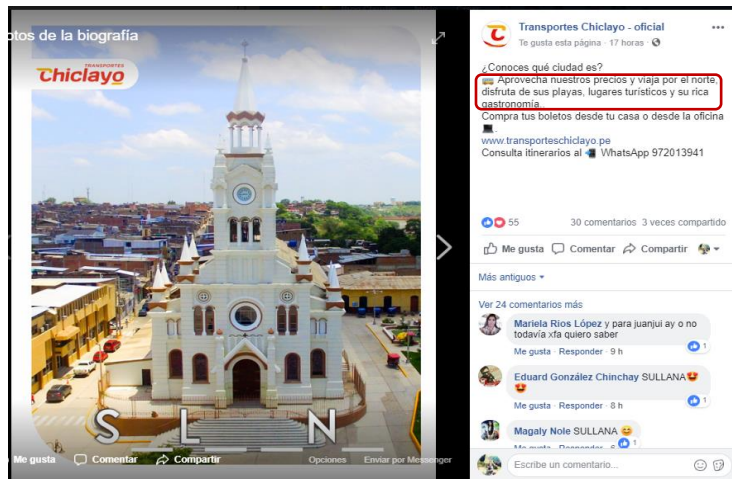 otos de la biografía
TRANSPORTES
Chiclayo
S L N
Me gusta Comentar Compartir Opciones Enviar por Messenger
Transportes Chiclayo - oficial
Te gusta esta página · 17 horas ·
¿Conoces qué ciudad es?
Aprovecha nuestros precios y viaja por el norte,
disfruta de sus playas, lugares turísticos y su rica
gastronomía..
Compra tus boletos desde tu casa o desde la oficina
.
www.transporteschiclayo.pe
Consulta itinerarios al WhatsApp 972013941
55 30 comentarios 3 veces compartido
Me gusta Comentar Compartir
Más antiguos
Ver 24 comentarios más
Mariela Rios López y para juanjui ay o no
todavía xfa quiero saber
Me gusta · Responder · 9 h 1
Eduard González Chinchay SULLANA😍
😍
Me gusta · Responder · 8 h 1
Magaly Nole SULLANA 😄
Me gusta · Responder · 1
Escribe un comentario...